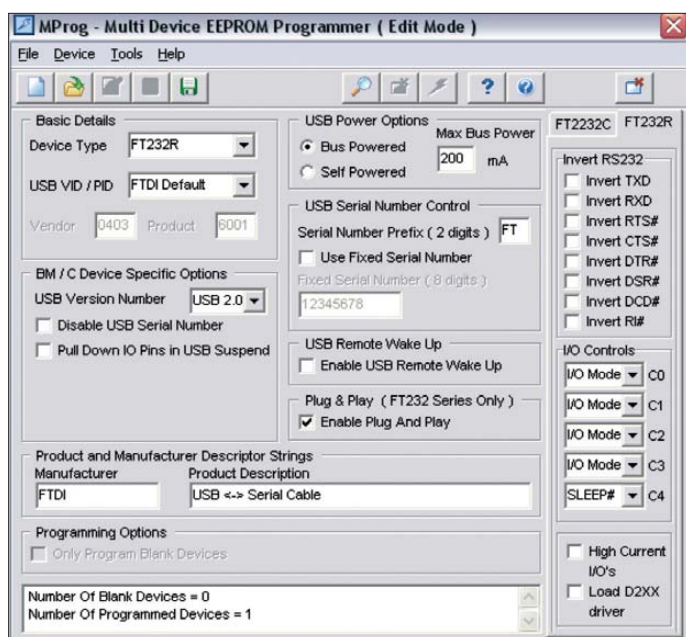 MProg - Multi Device EEPROM Programmer ( Edit Mode )
File Device Tools Help
Basic Details
Device Type FT232R
USB VID / PID FTDI Default
Vendor 0403 Product 6001
BM / C Device Specific Options
USB Version Number USB 2.0
Disable USB Serial Number
Pull Down IO Pins in USB Suspend
USB Power Options
Bus Powered
Self Powered
Max Bus Power
200 mA
USB Serial Number Control
Serial Number Prefix ( 2 digits ) FT
Use Fixed Serial Number
Fixed Serial Number ( 8 digits )
12345678
USB Remote Wake Up
Enable USB Remote Wake Up
Plug & Play ( FT232 Series Only )
Enable Plug And Play
Product and Manufacturer Descriptor Strings
Manufacturer Product Description
FTDI USB <-> Serial Cable
Programming Options
Only Program Blank Devices
Number Of Blank Devices = 0
Number Of Programmed Devices = 1
FT2232C FT232R
Invert RS232
Invert TXD
Invert RXD
Invert RTS#
Invert CTS#
Invert DTR#
Invert DSR#
Invert DCD#
Invert RI#
I/O Controls
I/O Mode C0
I/O Mode C1
I/O Mode C2
I/O Mode C3
SLEEP# C4
High Current
I/O's
Load D2XX
driver